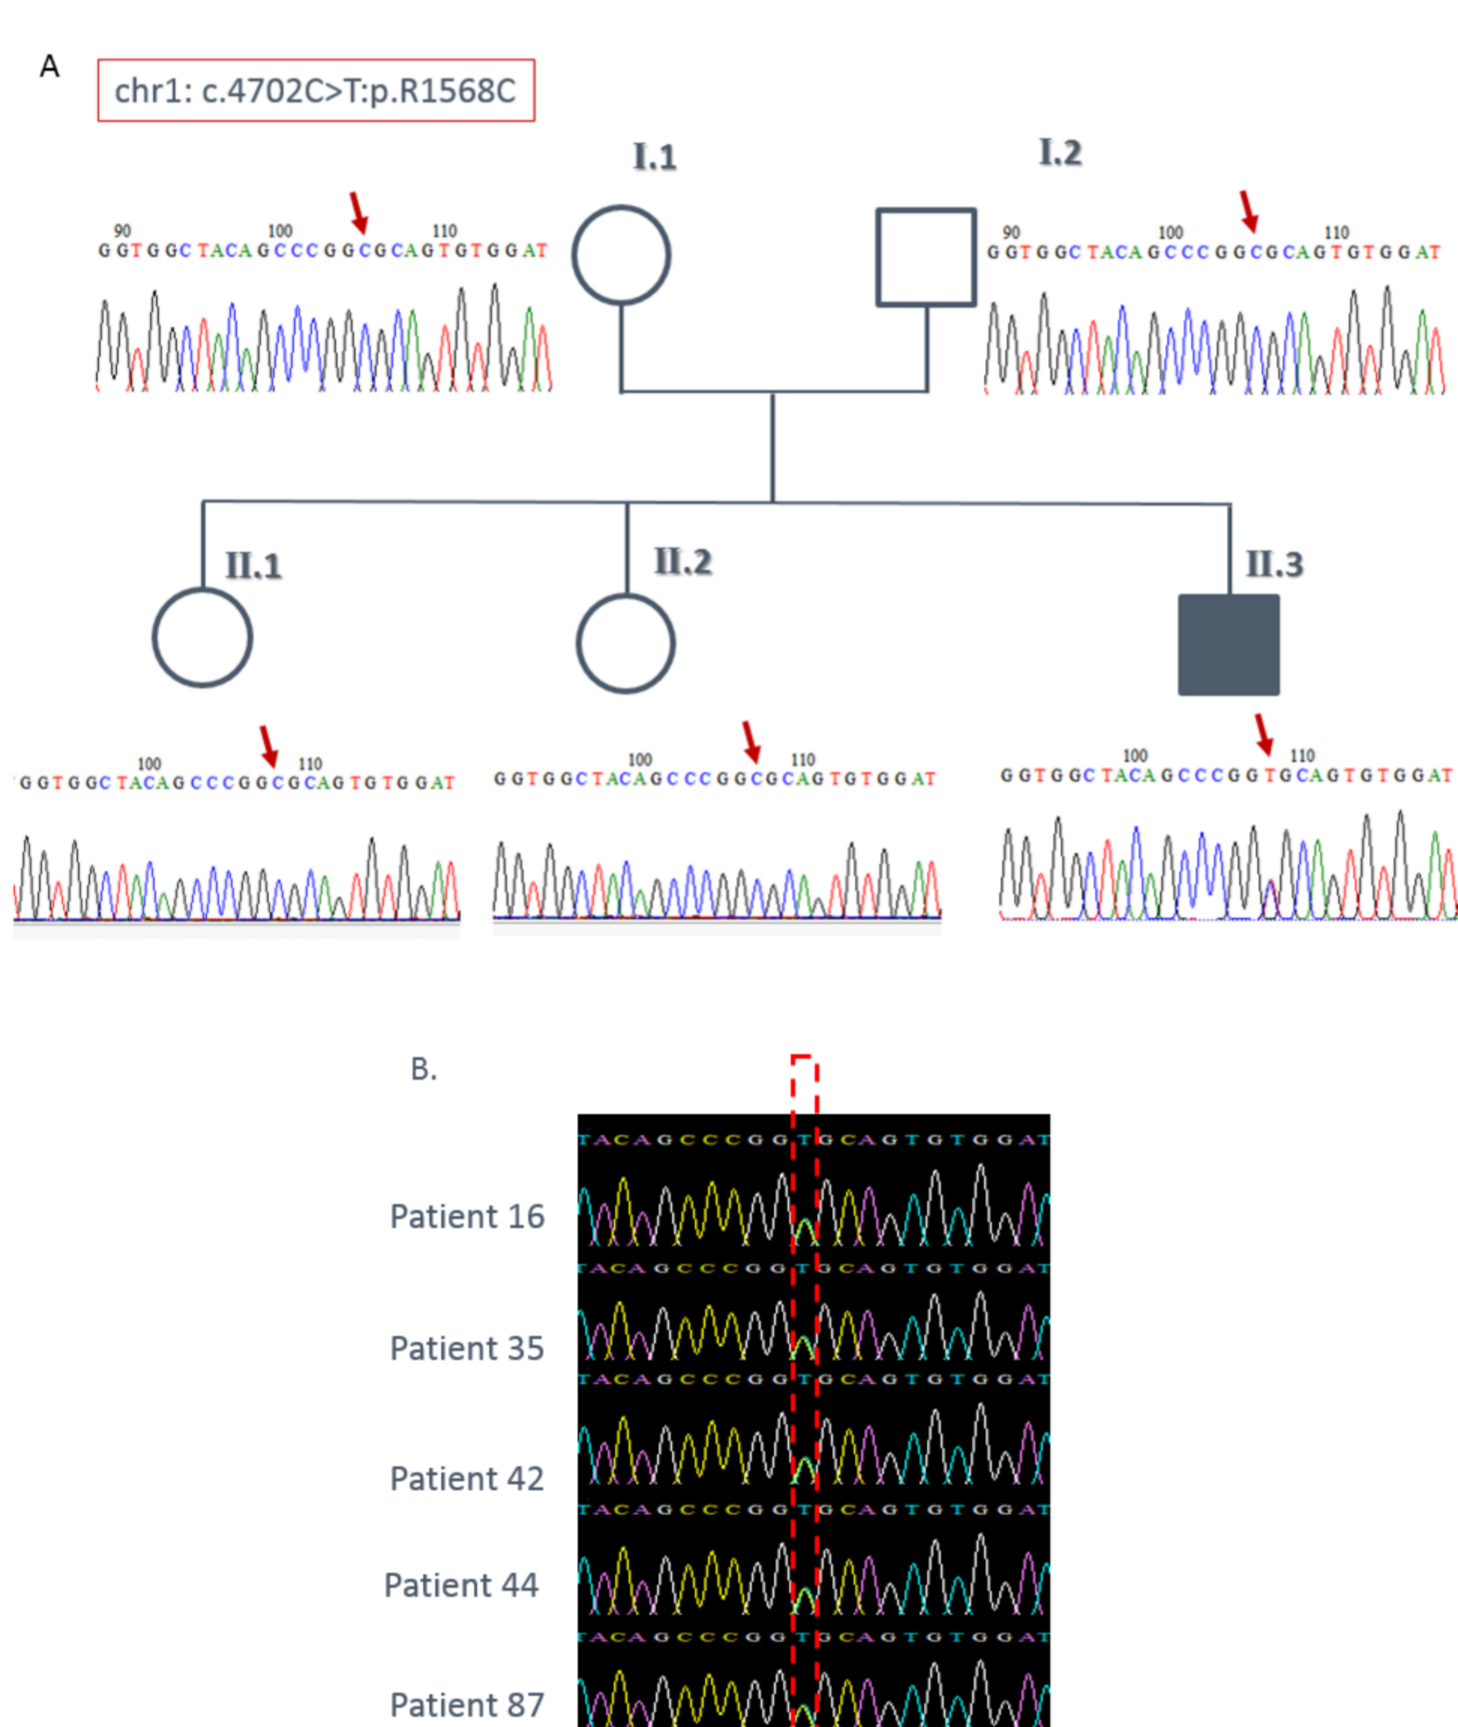 A
chr1: c.4702C>T:p.R1568C
I.1
I.2
90 100 110
GGTGGCTACAGCCCGGCGCAGTGTGGAT
90 100 110
GGTGGCTACAGCCCGGCGCAGTGTGGAT
II.1
II.2
II.3
100 110
GGTGGCTACAGCCCGGCGCAGTGTGGAT
100 110
GGTGGCTACAGCCCGGCGCAGTGTGGAT
100 110
GGTGGCTACAGCCCGGTGCAGTGTGGAT
B.
TACAGCCCGGTGCAGTGTGGAT
Patient 16
TACAGCCCGGTGCAGTGTGGAT
Patient 35
TACAGCCCGGTGCAGTGTGGAT
Patient 42
TACAGCCCGGTGCAGTGTGGAT
Patient 44
TACAGCCCGGTGCAGTGTGGAT
Patient 87